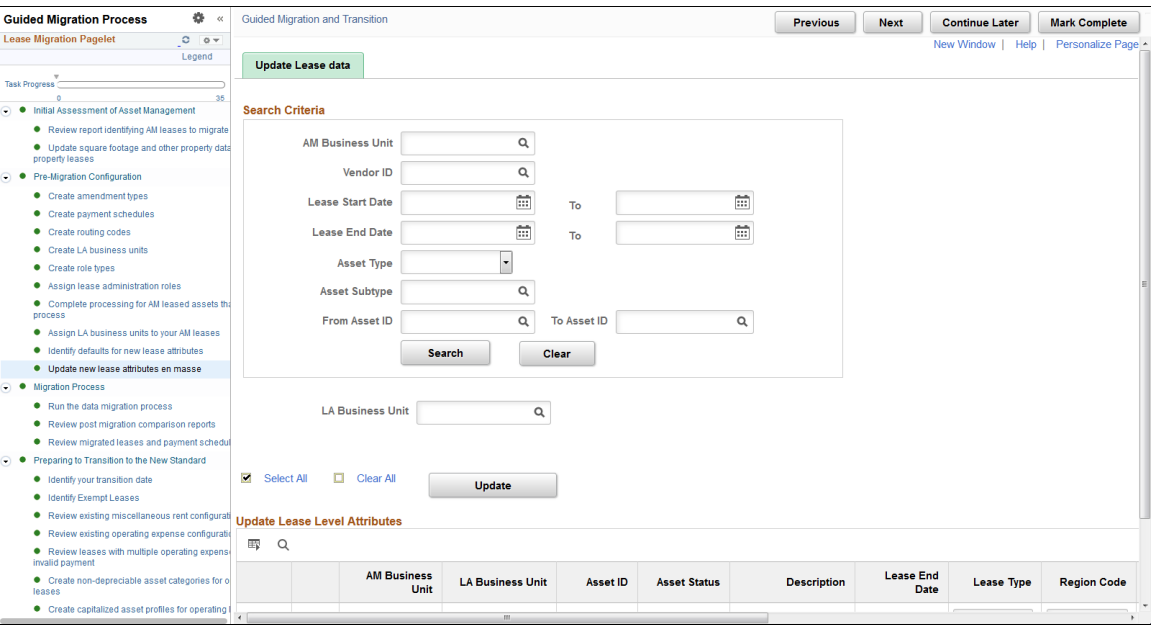 Guided Migration Process
«
Lease Migration Pagelet
Legend
Task Progress
0 35
Initial Assessment of Asset Management
Review report identifying AM leases to migrate
Update square footage and other property data
property leases
Pre-Migration Configuration
Create amendment types
Create payment schedules
Create routing codes
Create LA business units
Create role types
Assign lease administration roles
Complete processing for AM leased assets tha
process
Assign LA business units to your AM leases
Identify defaults for new lease attributes
Update new lease attributes en masse
Migration Process
Run the data migration process
Review post migration comparison reports
Review migrated leases and payment schedul
Preparing to Transition to the New Standard
Identify your transition date
Identify Exempt Leases
Review existing miscellaneous rent configurati
Review existing operating expense configuratio
Review leases with multiple operating expens
invalid payment
Create non-depreciable asset categories for o
leases
Create capitalized asset profiles for operating l
Guided Migration and Transition
Previous Next Continue Later Mark Complete
New Window | Help | Personalize Page
Update Lease data
Search Criteria
AM Business Unit
Vendor ID
Lease Start Date To
Lease End Date To
Asset Type
Asset Subtype
From Asset ID To Asset ID
Search Clear
LA Business Unit
Select All Clear All Update
Update Lease Level Attributes
AM Business Unit LA Business Unit Asset ID Asset Status Description Lease End Date Lease Type Region Code